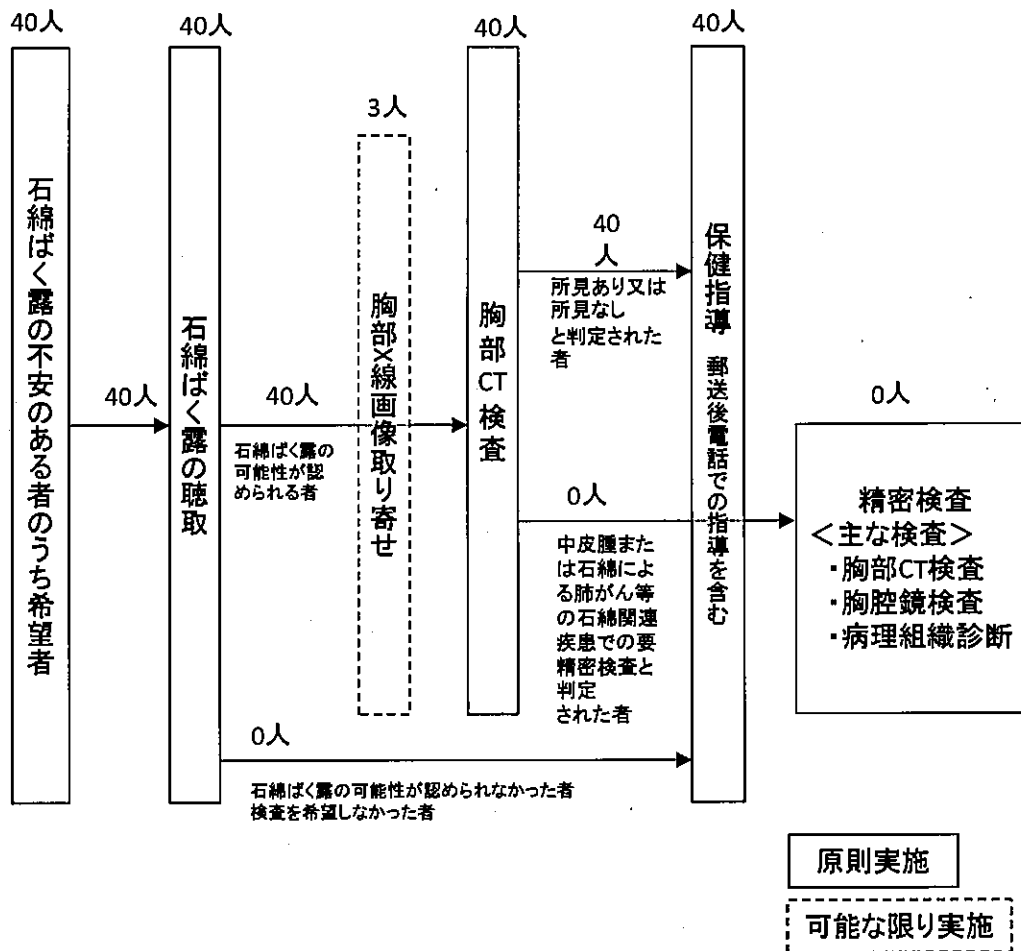 40人
石綿ばく露の不安のある者のうち希望者
40人
40人
石綿ばく露の聴取
40人
石綿ばく露の
可能性が認
められる者
3人
胸部X線画像取り寄せ
40人
胸部CT検査
40
人
所見あり又は
所見なし
と判定された
者
0人
中皮腫また
は石綿によ
る肺がん等
の石綿関連
疾患での要
精密検査と
判定
された者
0人
石綿ばく露の可能性が認められなかった者
検査を希望しなかった者
40人
保健指導 郵送後電話での指導を含む
0人
精密検査
<主な検査>
・胸部CT検査
・胸腔鏡検査
・病理組織診断
原則実施
可能な限り実施